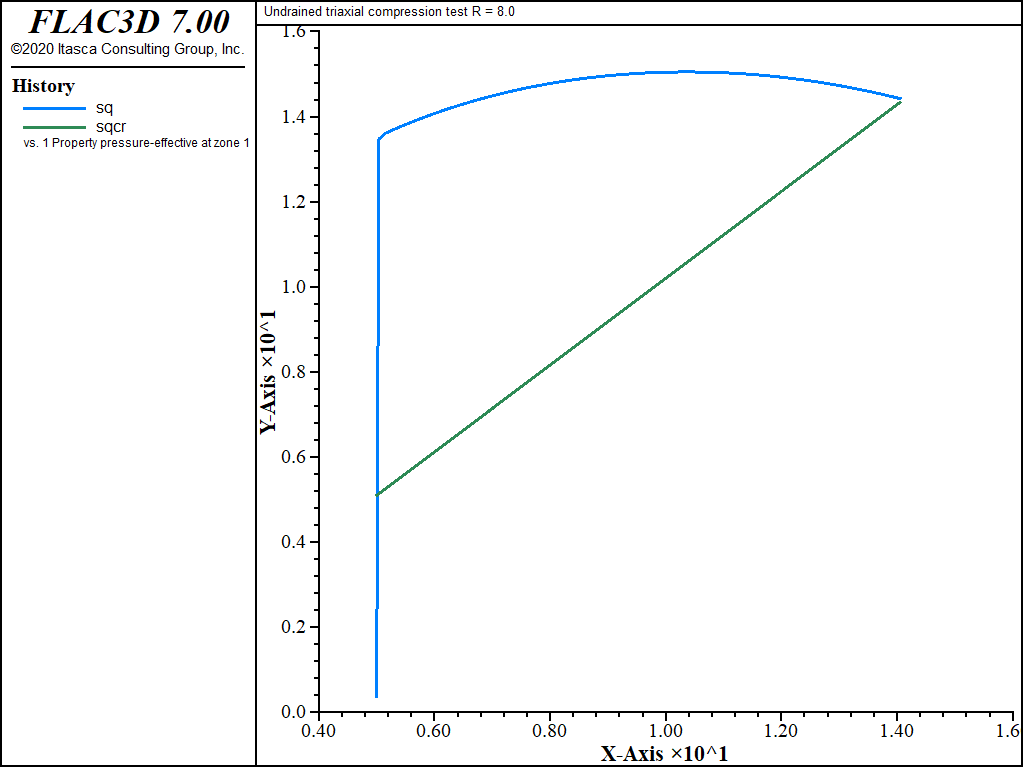 FLAC3D 7.00
©2020 Itasca Consulting Group, Inc.
History
sq
sqcr
vs. 1 Property pressure-effective at zone 1
Undrained triaxial compression test R = 8.0
1.6
1.4
1.2
1.0
0.8
0.6
0.4
0.2
0.0
Y-Axis ×10^1
0.40
0.60
0.80
1.00
1.20
1.40
1.6
X-Axis ×10^1